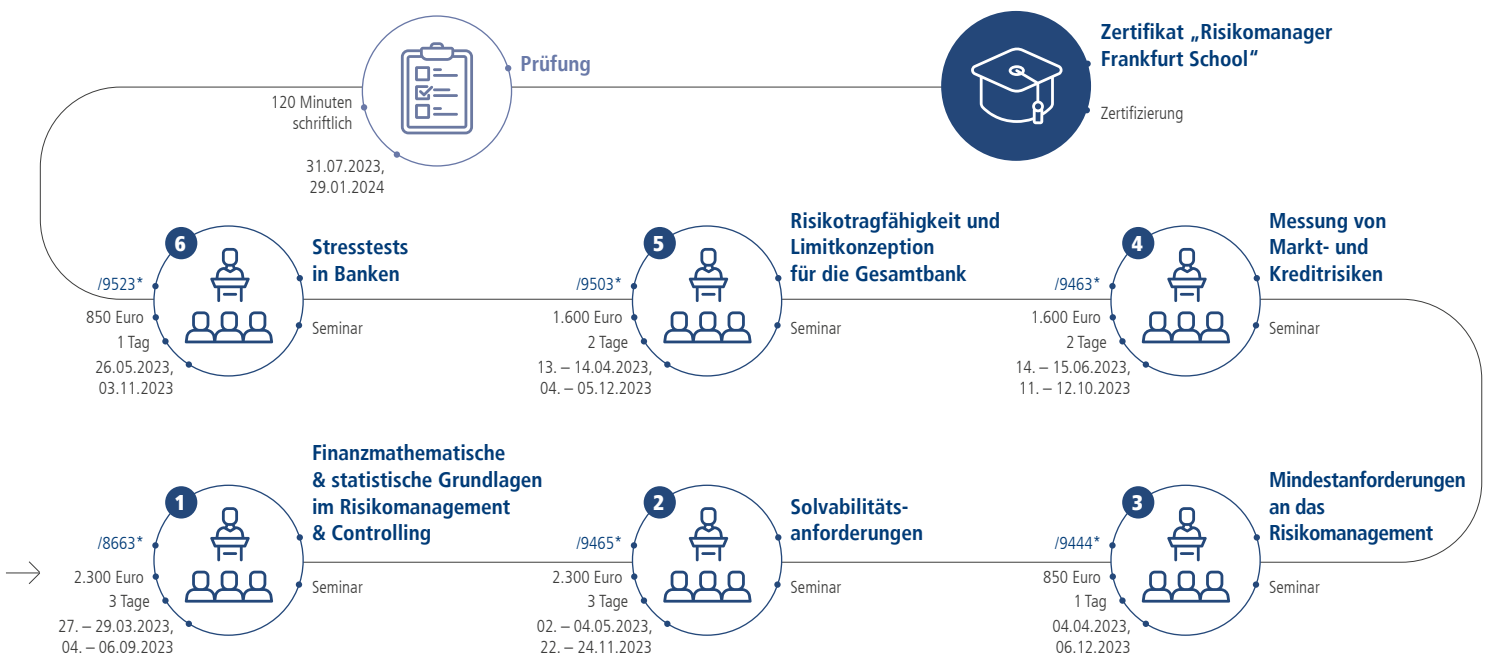 Prüfung
120 Minuten
schriftlich
31.07.2023,
29.01.2024
Zertifikat „Risikomanager
Frankfurt School“
Zertifizierung
6
Stresstests
in Banken
/9523*
850 Euro
1 Tag
26.05.2023,
03.11.2023
Seminar
5
Risikotragfähigkeit und
Limitkonzeption
für die Gesamtbank
/9503*
1.600 Euro
2 Tage
13. – 14.04.2023,
04. – 05.12.2023
Seminar
4
Messung von
Markt- und
Kreditrisiken
/9463*
1.600 Euro
2 Tage
14. – 15.06.2023,
11. – 12.10.2023
Seminar
1
Finanzmathematische
& statistische Grundlagen
im Risikomanagement
& Controlling
/8663*
2.300 Euro
3 Tage
27. – 29.03.2023,
04. – 06.09.2023
Seminar
2
Solvabilitäts-
anforderungen
/9465*
2.300 Euro
3 Tage
02. – 04.05.2023,
22. – 24.11.2023
Seminar
3
Mindestanforderungen
an das
Risikomanagement
/9444*
850 Euro
1 Tag
04.04.2023,
06.12.2023
Seminar